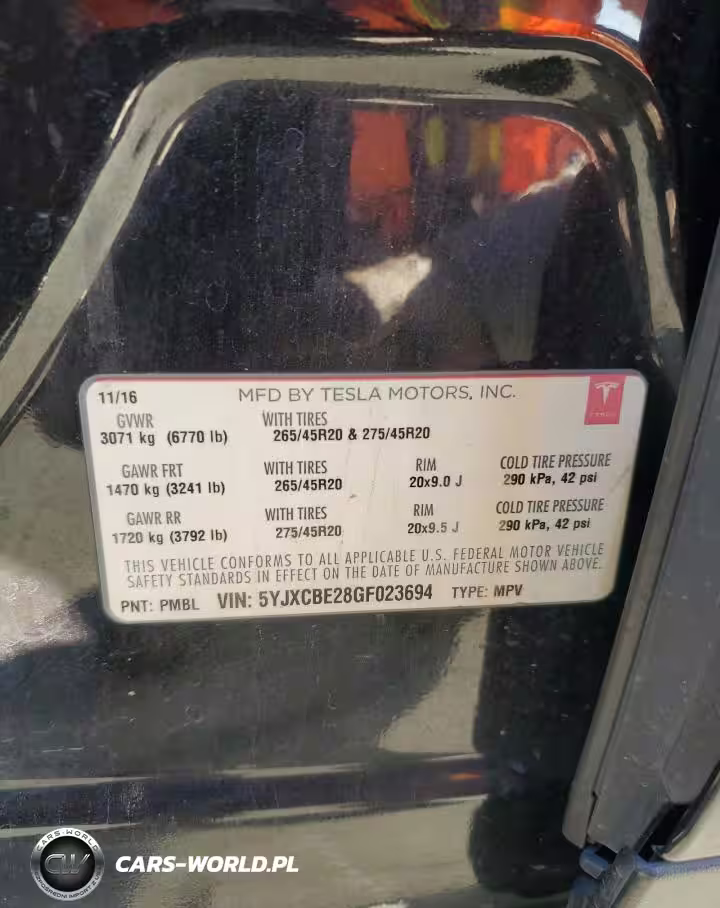 11/16 MFD BY TESLA MOTORS, INC.
GVWR WITH TIRES
3071 kg (6770 lb) 265/45R20 & 275/45R20
GAWR FRT WITH TIRES RIM COLD TIRE PRESSURE
1470 kg (3241 lb) 265/45R20 20x9.0 J 290 kPa, 42 psi
GAWR RR WITH TIRES RIM COLD TIRE PRESSURE
1720 kg (3792 lb) 275/45R20 20x9.5 J 290 kPa, 42 psi
THIS VEHICLE CONFORMS TO ALL APPLICABLE U.S. FEDERAL MOTOR VEHICLE
SAFETY STANDARDS IN EFFECT ON THE DATE OF MANUFACTURE SHOWN ABOVE.
PNT: PMBL VIN: 5YJXCBE28GF023694 TYPE: MPV
CARS-WORLD
CW
CARS-WORLD.PL